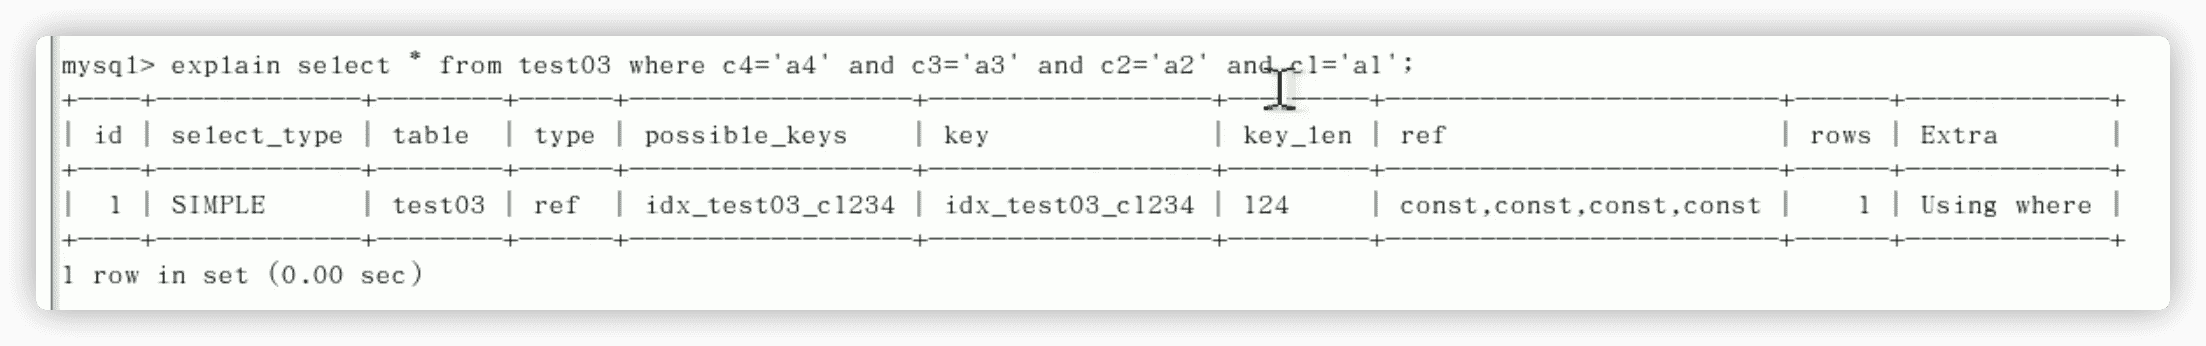 mysql> explain select * from test03 where c4='a4' and c3='a3' and c2='a2' and c1='a1';
+----+-------------+--------+------+------------------+------------------+---------+-------------------------+------+-------------+
| id | select_type | table | type | possible_keys | key | key_len | ref | rows | Extra |
+----+-------------+--------+------+------------------+------------------+---------+-------------------------+------+-------------+
| 1 | SIMPLE | test03 | ref | idx_test03_c1234 | idx_test03_c1234 | 124 | const,const,const,const | 1 | Using where |
+----+-------------+--------+------+------------------+------------------+---------+-------------------------+------+-------------+
1 row in set (0.00 sec)